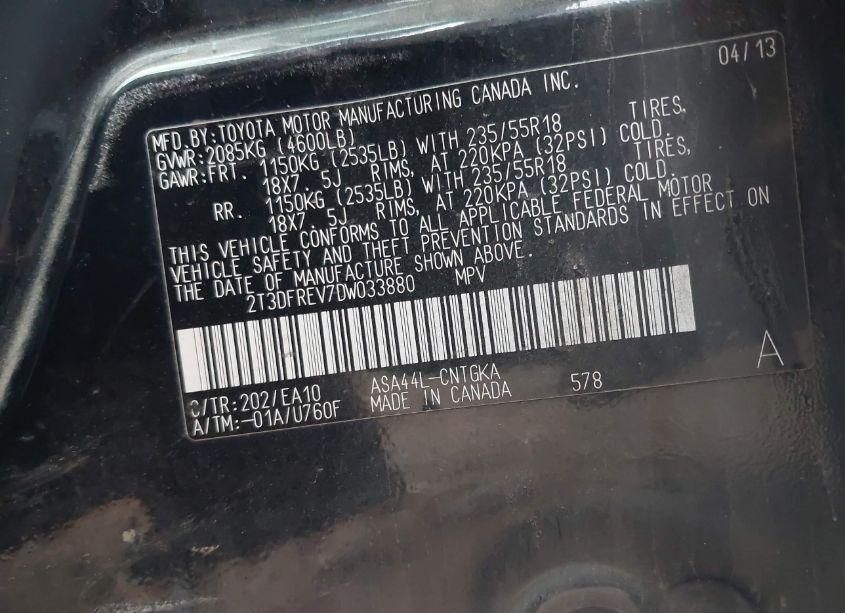 04/13
MFD.BY:TOYOTA MOTOR MANUFACTURING CANADA INC.
GVWR:2085KG (4600LB)
GAWR:FRT. 1150KG (2535LB) WITH 235/55R18 TIRES,
18X7. 5J RIMS, AT 220KPA (32PSI) COLD.
RR. 1150KG (2535LB) WITH 235/55R18 TIRES,
18X7 5J RIMS, AT 220KPA (32PSI) COLD.
THIS VEHICLE CONFORMS TO ALL APPLICABLE FEDERAL MOTOR
VEHICLE SAFETY AND THEFT PREVENTION STANDARDS IN EFFECT ON
THE DATE OF MANUFACTURE SHOWN ABOVE.
2T3DFREV7DW033880 MPV
A
C/TR:202/EA10 ASA44L-CNTGKA 578
A/TM:-01A/U760F MADE IN CANADA